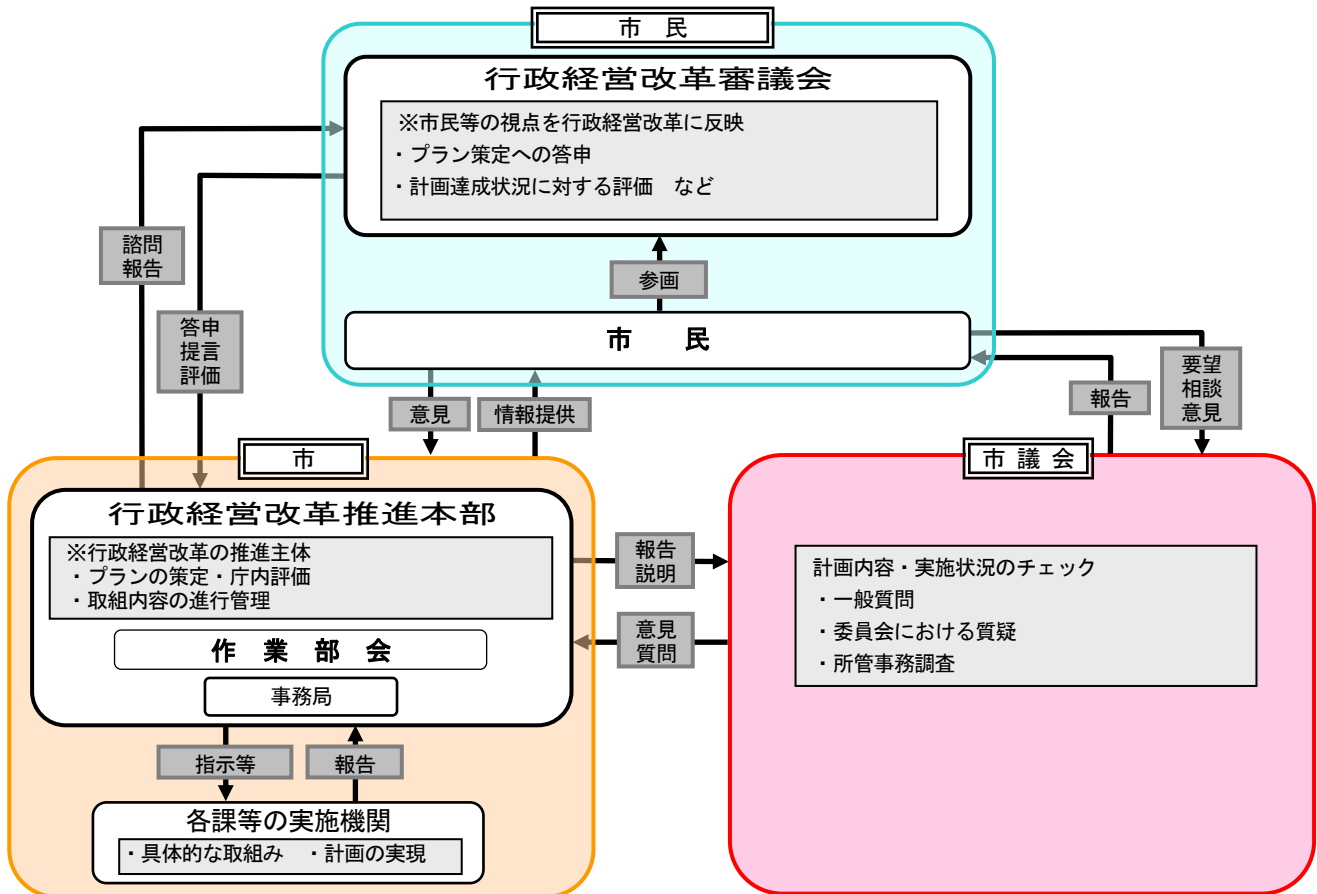 市　民
行政経営改革審議会
※市民等の視点を行政経営改革に反映
・プラン策定への答申
・計画達成状況に対する評価　など
諮問
報告
答申
提言
評価
参画
市　民
意見
情報提供
報告
要望
相談
意見
市
行政経営改革推進本部
※行政経営改革の推進主体
・プランの策定・庁内評価
・取組内容の進行管理
作　業　部　会
事務局
指示等
報告
各課等の実施機関
・具体的な取組み　・計画の実現
報告
説明
意見
質問
市 議 会
計画内容・実施状況のチェック
・一般質問
・委員会における質疑
・所管事務調査